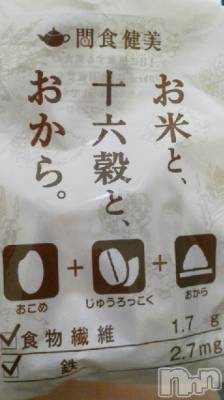 間食健美
お米と、
十六穀と、
おから。
おこめ
+
じゅうろっこく
+
おから
食物繊維 1.7 g
鉄 2.7mg